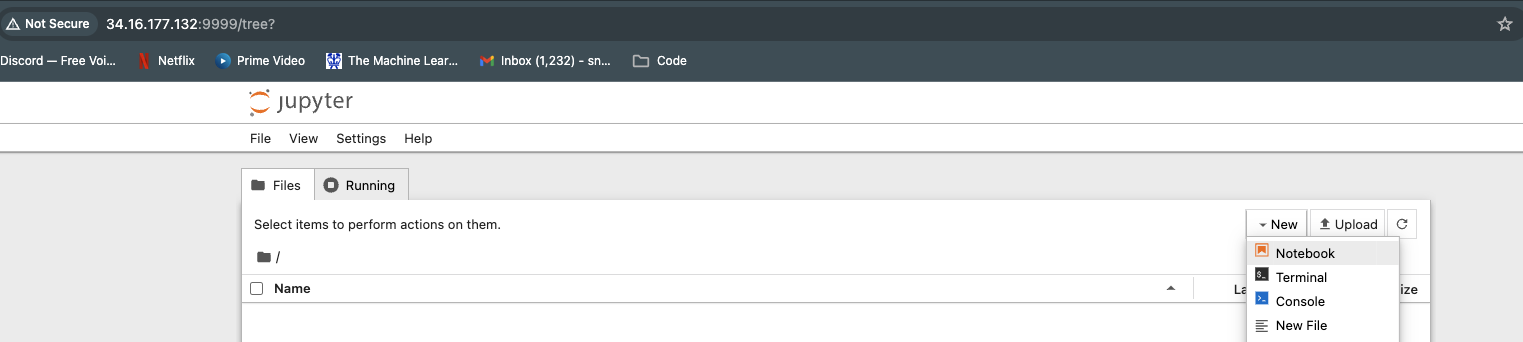 Not Secure 34.16.177.132:9999/tree?
Discord — Free Voi... Netflix Prime Video The Machine Lear... Inbox (1,232) - sn... Code
jupyter
File View Settings Help
Files Running
Select items to perform actions on them. New Upload
/
Notebook
Terminal
Console
New File
Name